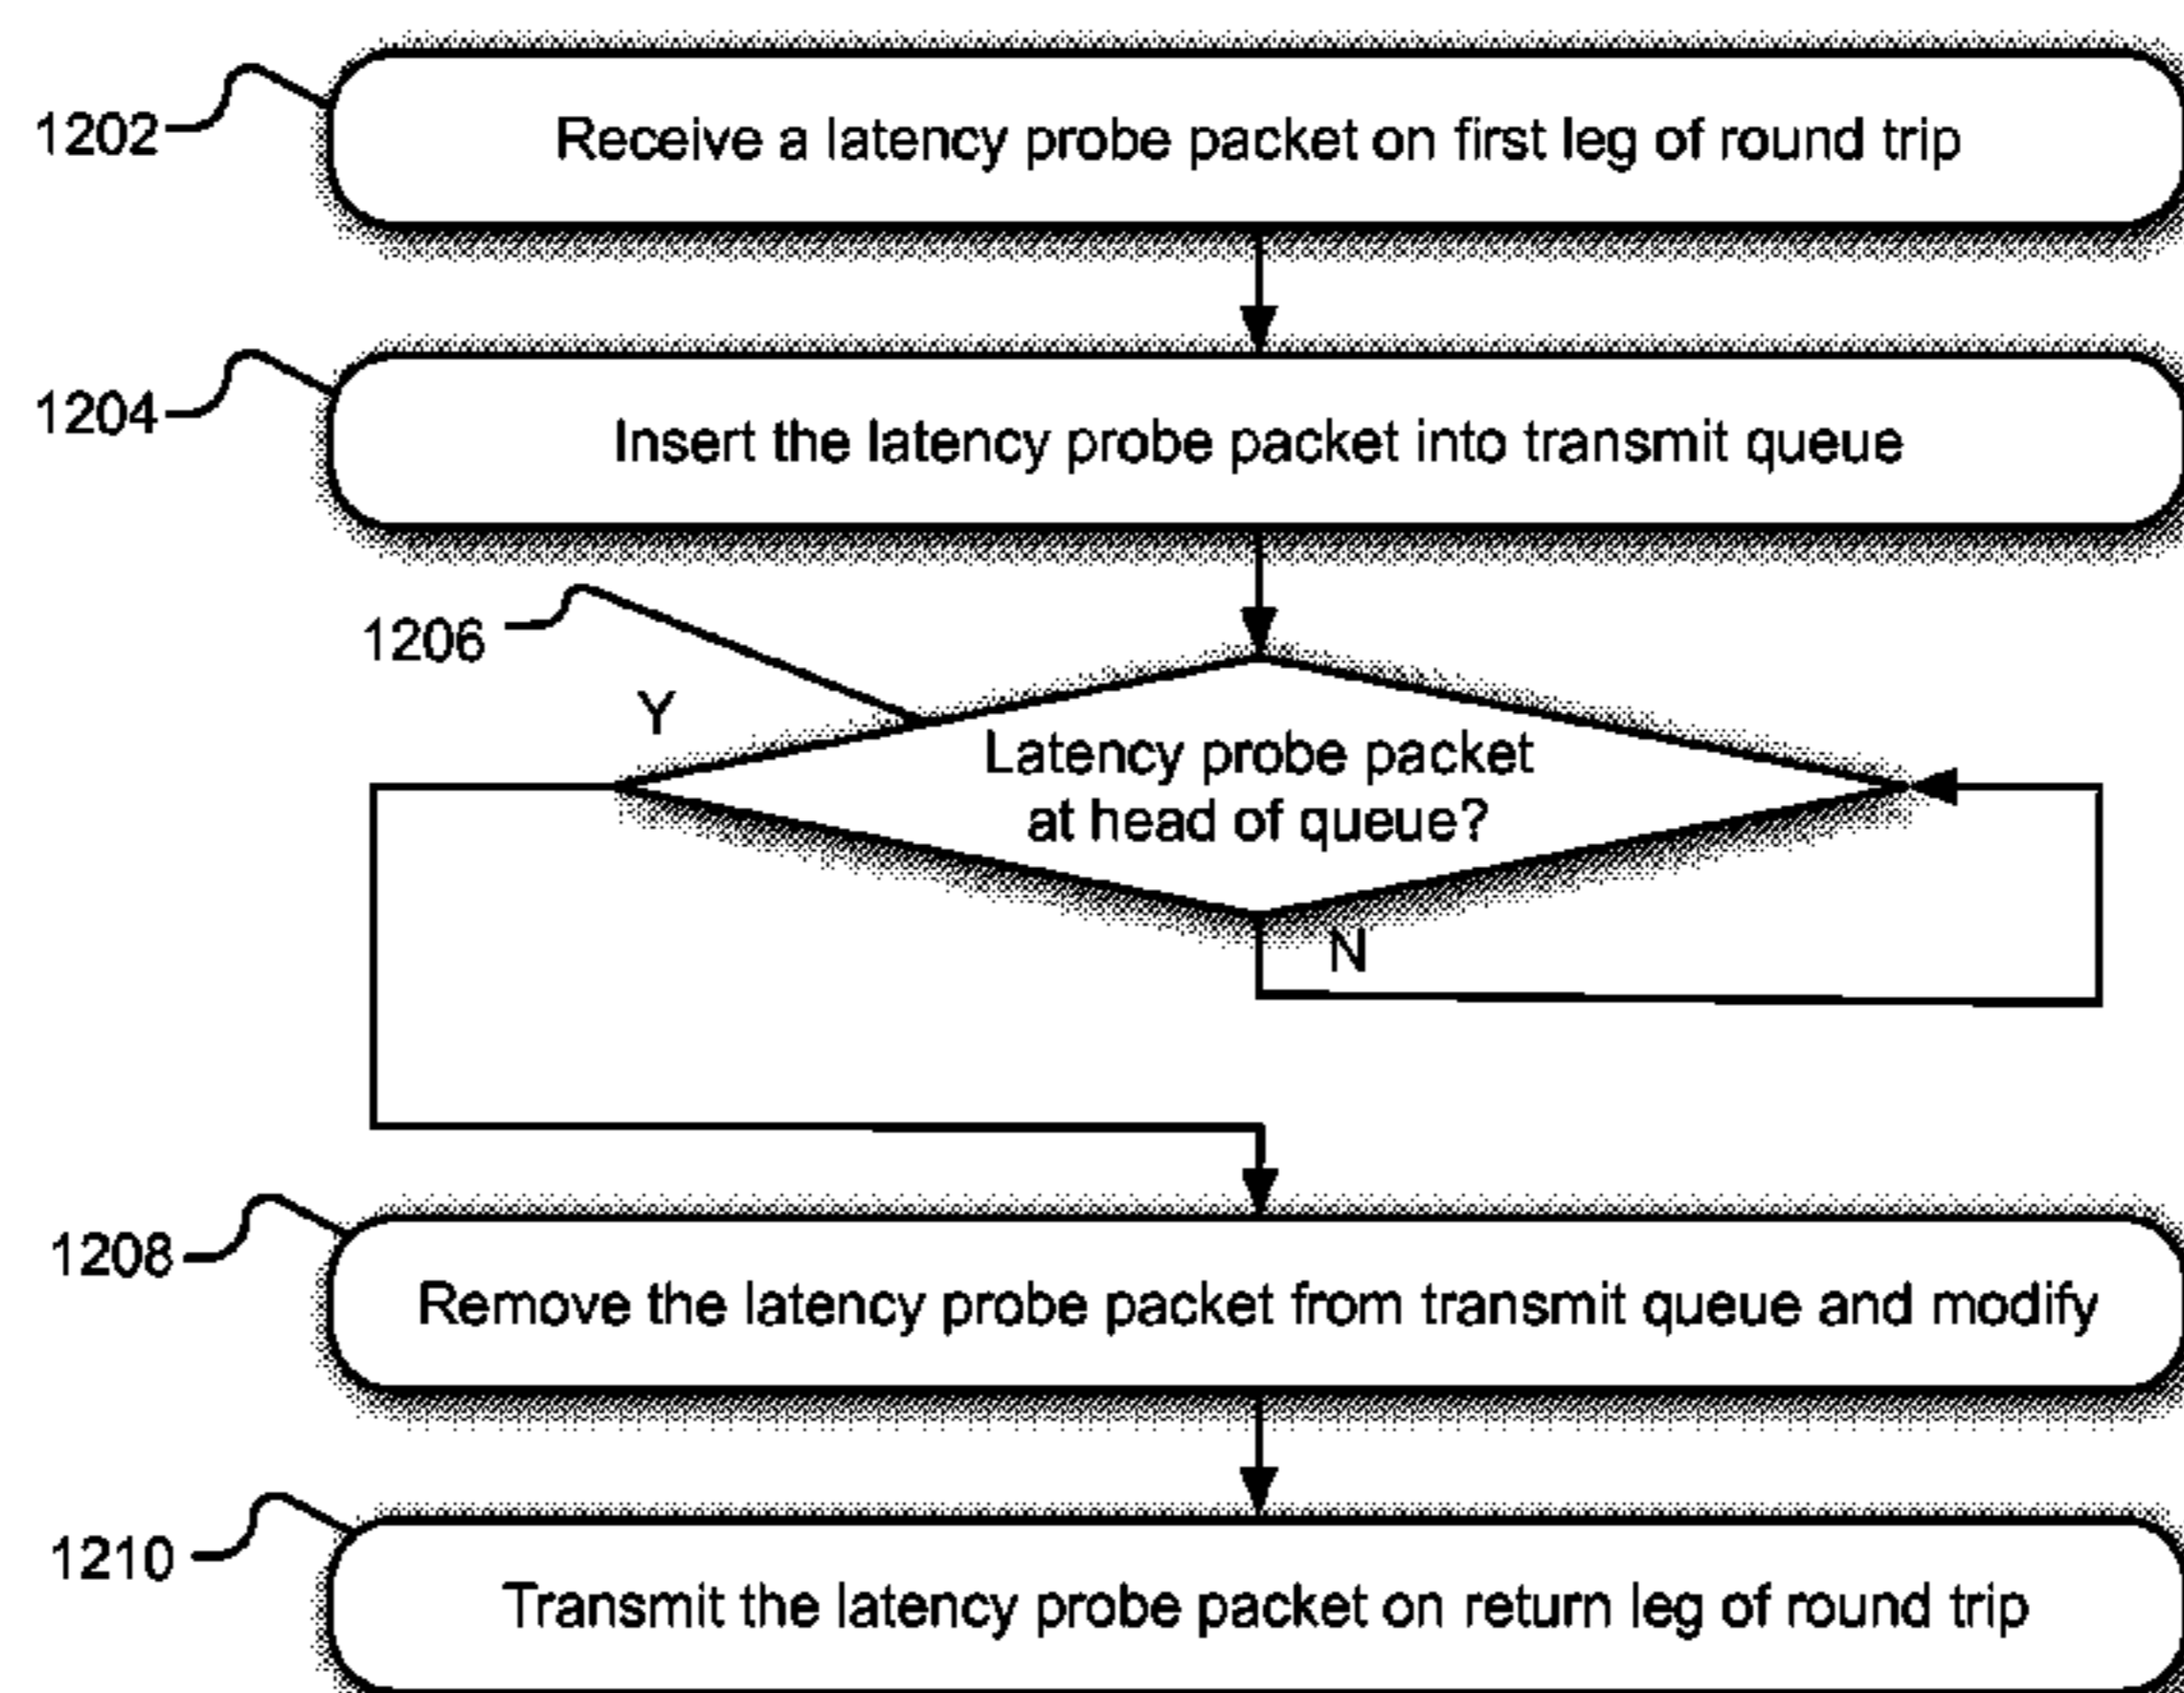 1202
Receive a latency probe packet on first leg of round trip
1204
Insert the latency probe packet into transmit queue
1206
Y
Latency probe packet
at head of queue?
N
1208
Remove the latency probe packet from transmit queue and modify
1210
Transmit the latency probe packet on return leg of round trip